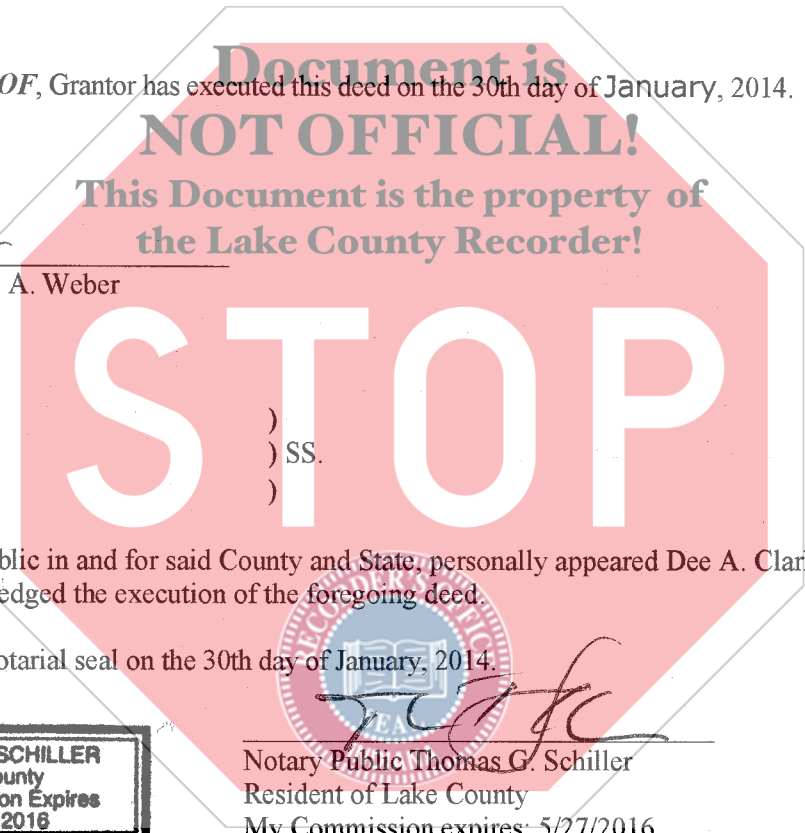 Document is
OF, Grantor has executed this deed on the 30th day of January, 2014.
NOT OFFICIAL!
This Document is the property of
the Lake County Recorder!
A. Weber
STOP
)
) SS.
)
blic in and for said County and State, personally appeared Dee A. Clar
edged the execution of the foregoing deed.
RECORDER'S OFFICE
otarial seal on the 30th day of January, 2014.
SEAL
SCHILLER
ounty
on Expires
2016
Notary Public Thomas G. Schiller
Resident of Lake County
My Commission expires: 5/27/2016